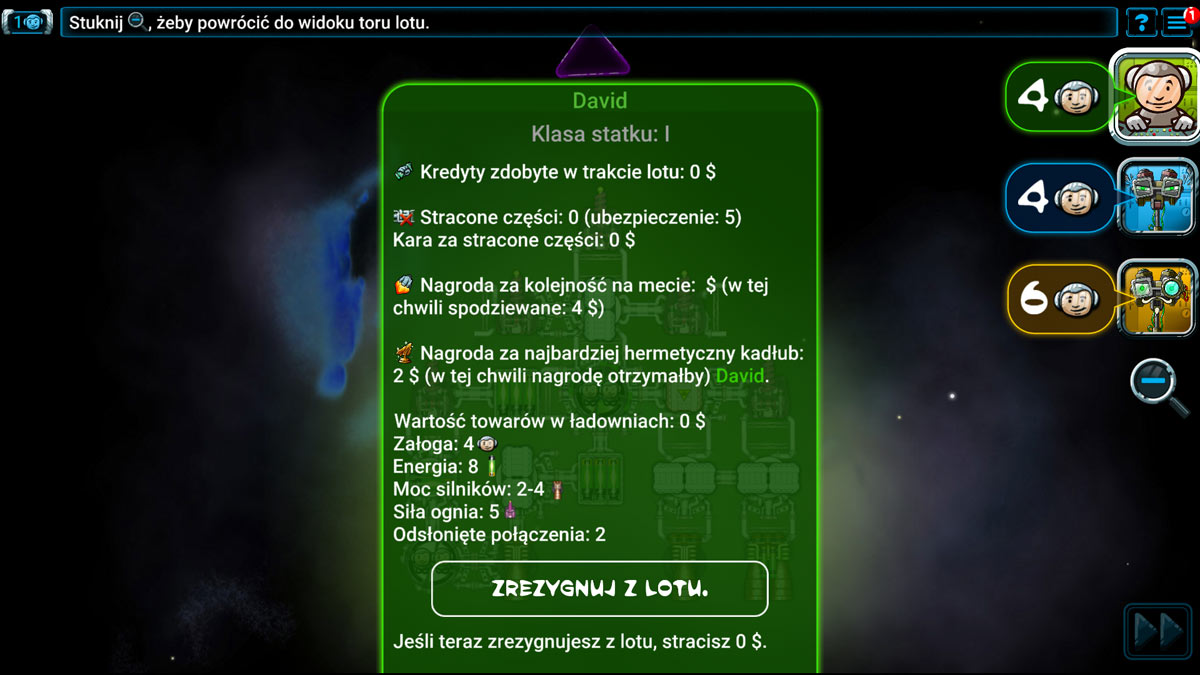 1
Stuknij , żeby powrócić do widoku toru lotu.
?
1
David
Klasa statku: I
Kredyty zdobyte w trakcie lotu: 0 $
Stracone części: 0 (ubezpieczenie: 5)
Kara za stracone części: 0 $
Nagroda za kolejność na mecie:  $ (w tej
chwili spodziewane: 4 $)
Nagroda za najbardziej hermetyczny kadłub:
2 $ (w tej chwili nagrodę otrzymałby) David.
Wartość towarów w ładowniach: 0 $
Załoga: 4
Energia: 8
Moc silników: 2-4
Siła ognia: 5
Odsłonięte połączenia: 2
ZREZYGNUJ Z LOTU.
Jeśli teraz zrezygnujesz z lotu, stracisz 0 $.
4
4
6